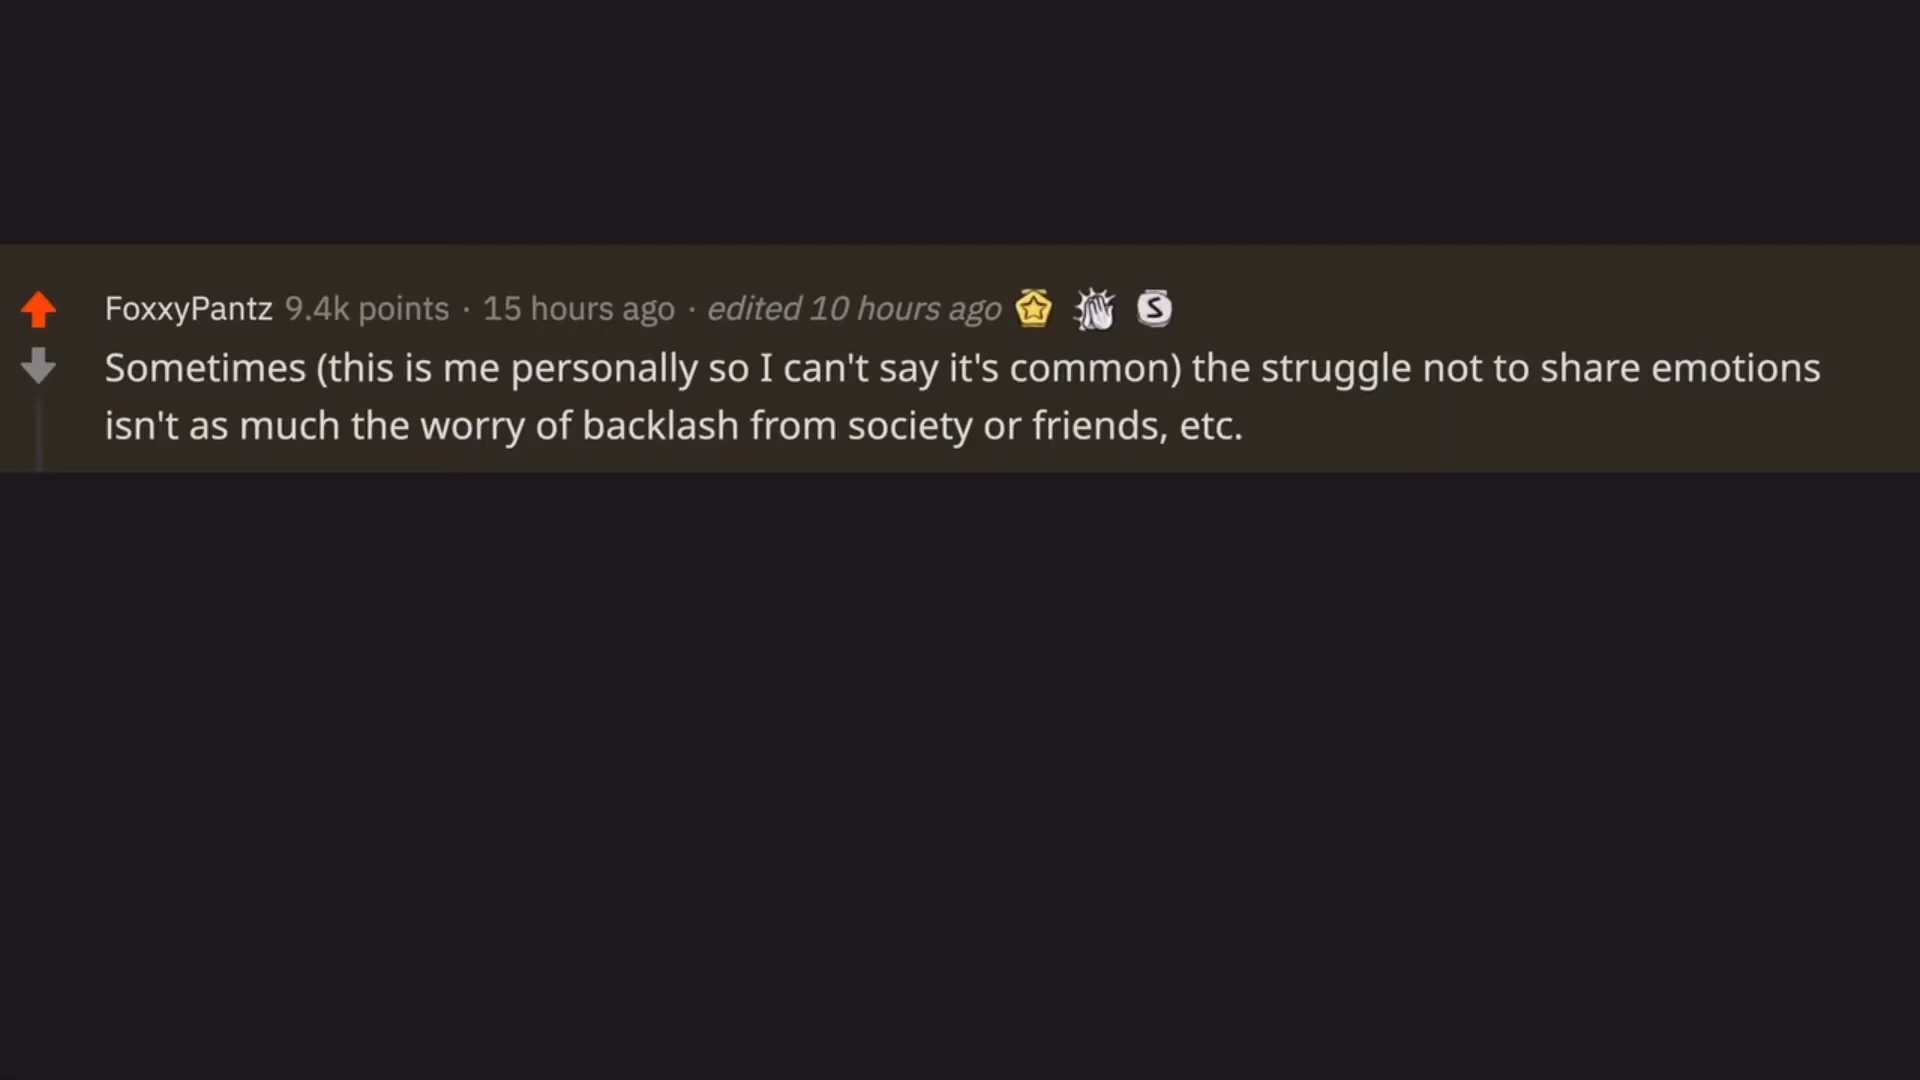 FoxxyPantz 9.4k points · 15 hours ago · edited 10 hours ago S
Sometimes (this is me personally so I can't say it's common) the struggle not to share emotions
isn't as much the worry of backlash from society or friends, etc.